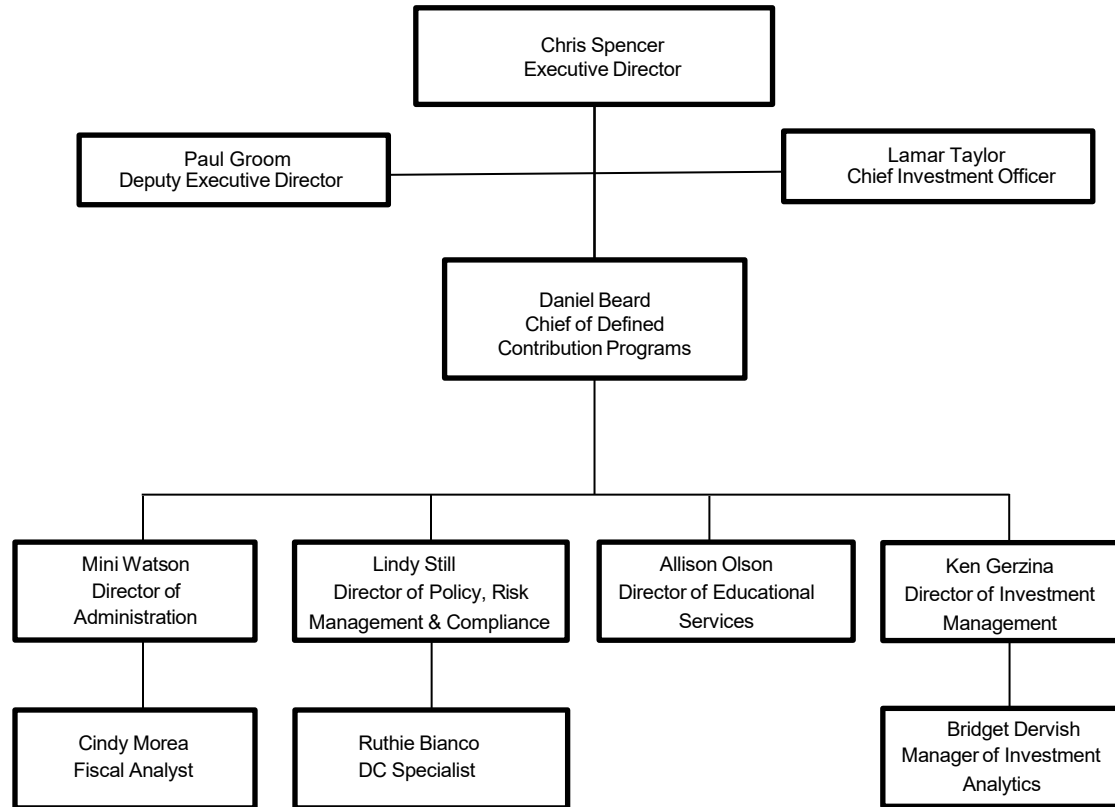 Chris Spencer
Executive Director
Paul Groom
Deputy Executive Director
Lamar Taylor
Chief Investment Officer
Daniel Beard
Chief of Defined
Contribution Programs
Mini Watson
Director of
Administration
Lindy Still
Director of Policy, Risk
Management & Compliance
Allison Olson
Director of Educational
Services
Ken Gerzina
Director of Investment
Management
Cindy Morea
Fiscal Analyst
Ruthie Bianco
DC Specialist
Bridget Dervish
Manager of Investment
Analytics